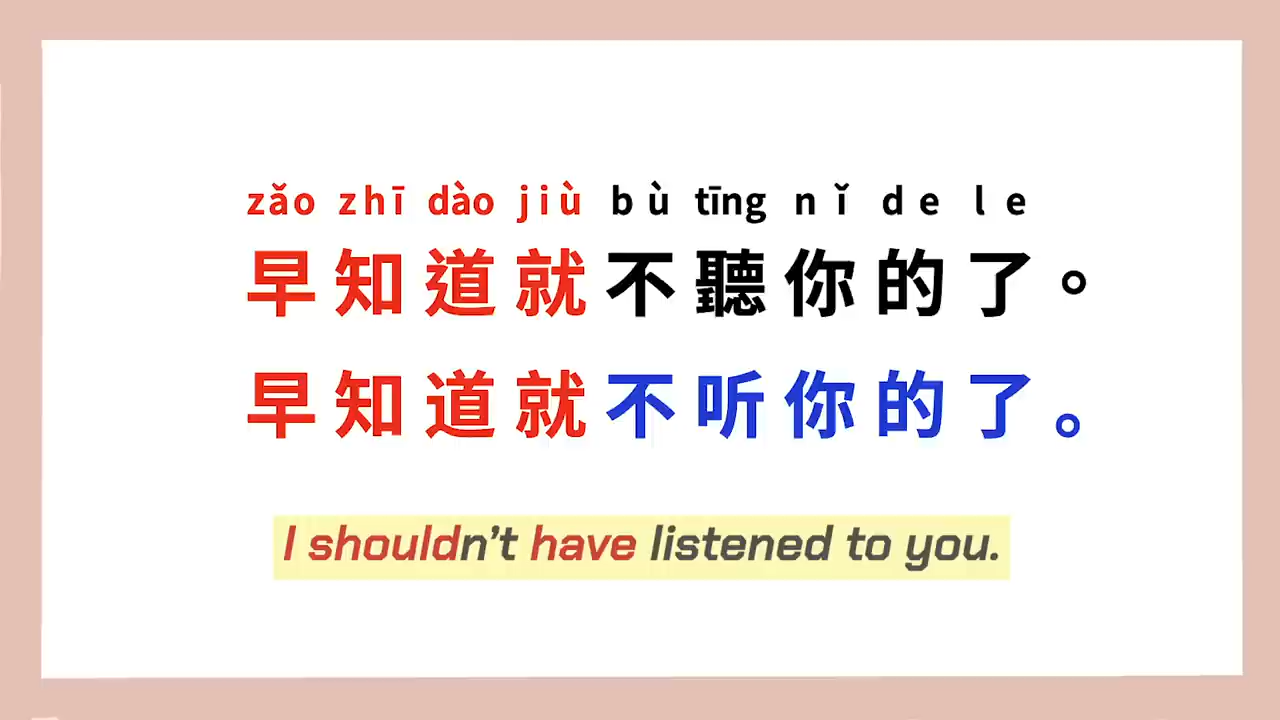 zǎo zhī dào jiù bù tīng nǐ de le
早知道就不聽你的了。
早知道就不听你的了。
I shouldn't have listened to you.